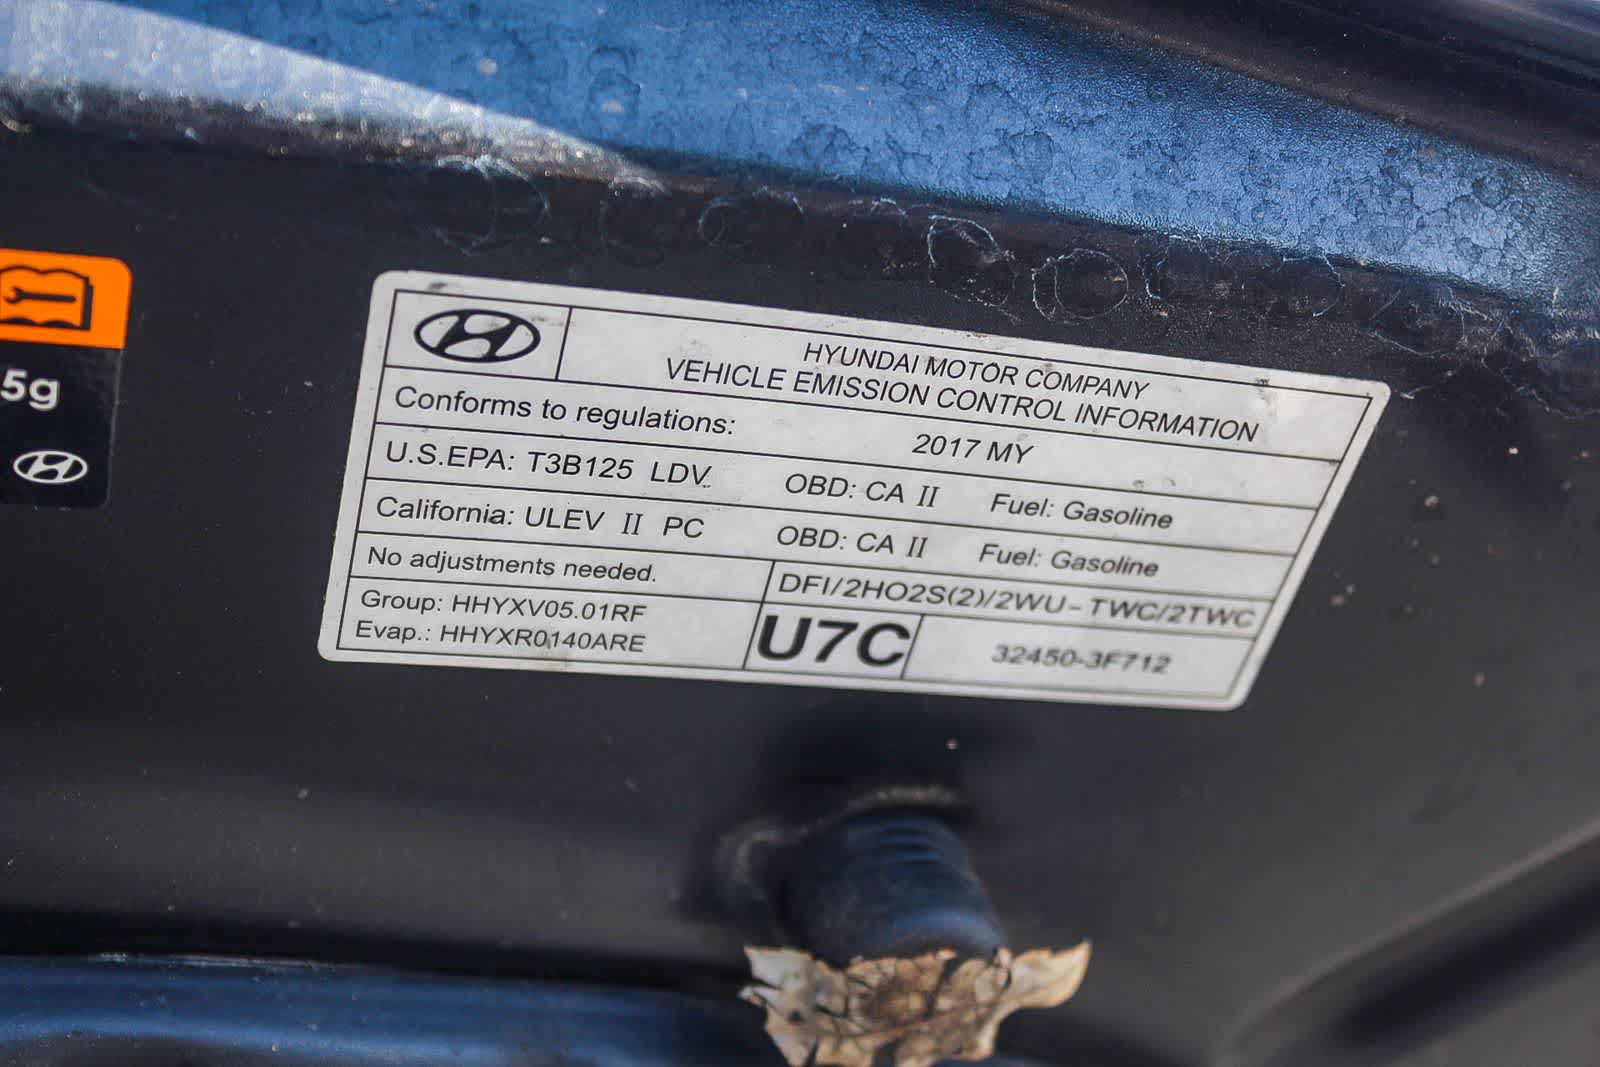 5g
HYUNDAI MOTOR COMPANY
VEHICLE EMISSION CONTROL INFORMATION
Conforms to regulations: 2017 MY
U.S.EPA: T3B125 LDV OBD: CA II Fuel: Gasoline
California: ULEV II PC OBD: CA II Fuel: Gasoline
No adjustments needed. DFI/2HO2S(2)/2WU-TWC/2TWC
Group: HHYXV05.01RF
Evap.: HHYXR0140ARE
U7C 32450-3F712